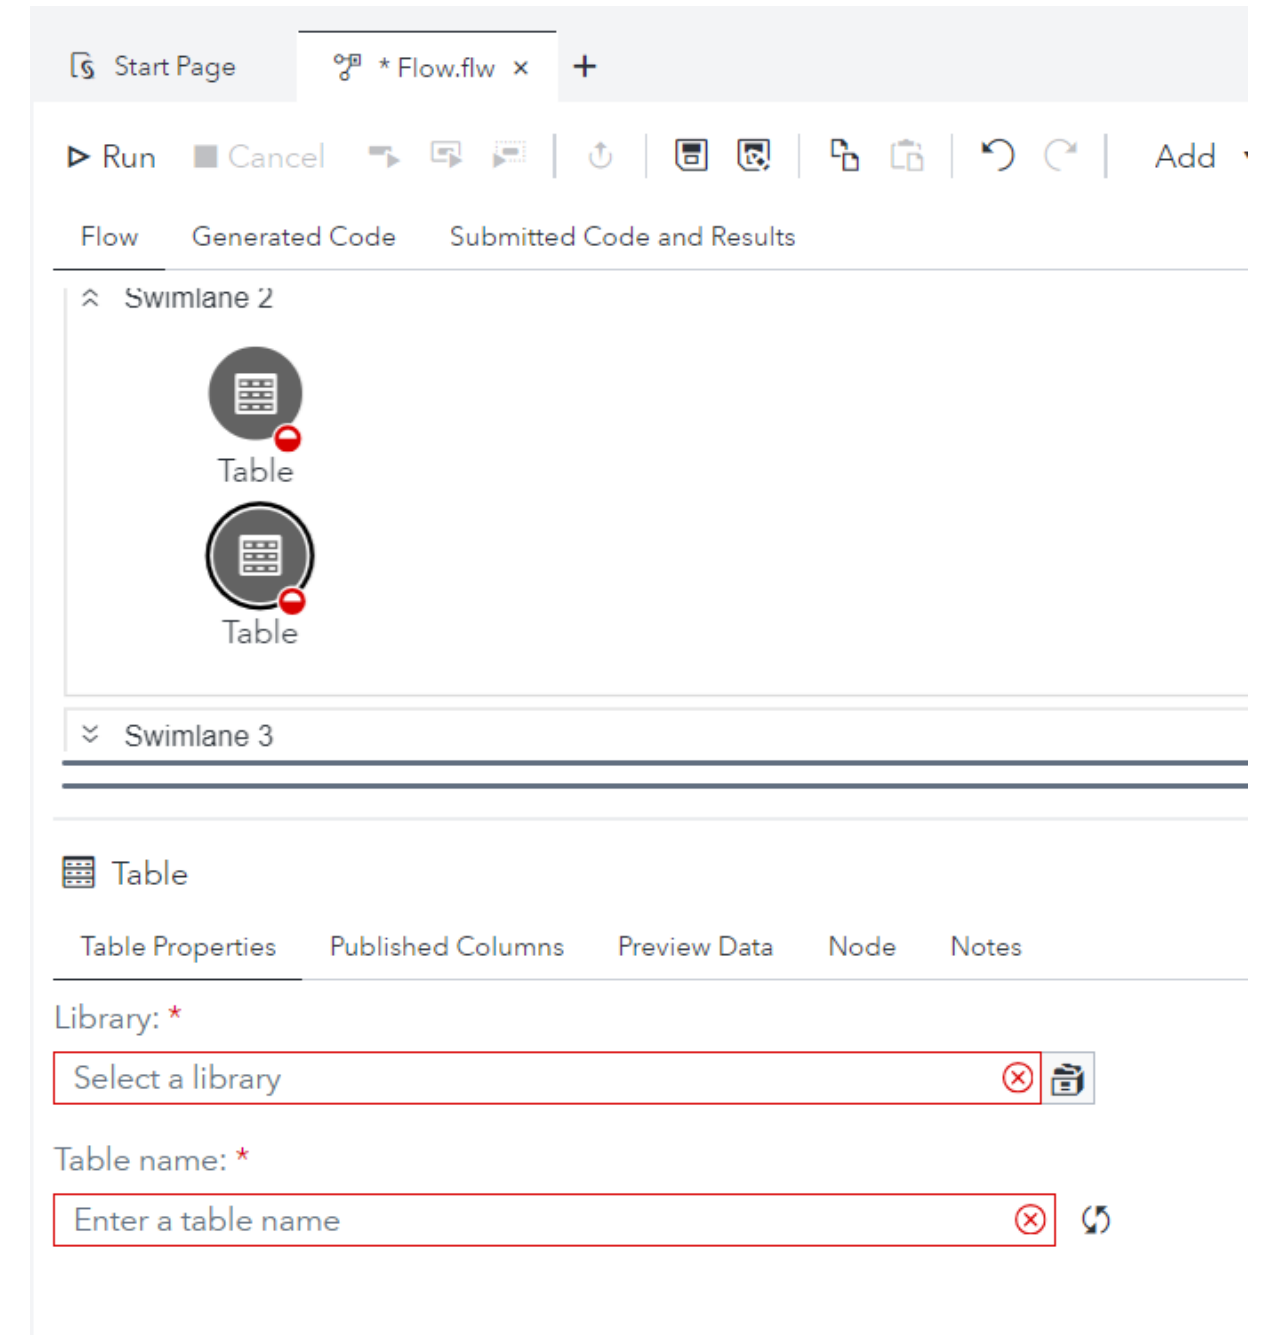 Start Page * Flow.flw × +
Run Cancel Add
Flow Generated Code Submitted Code and Results
Swimlane 2
Table
Table
Swimlane 3
Table
Table Properties Published Columns Preview Data Node Notes
Library: *
Select a library
Table name: *
Enter a table name